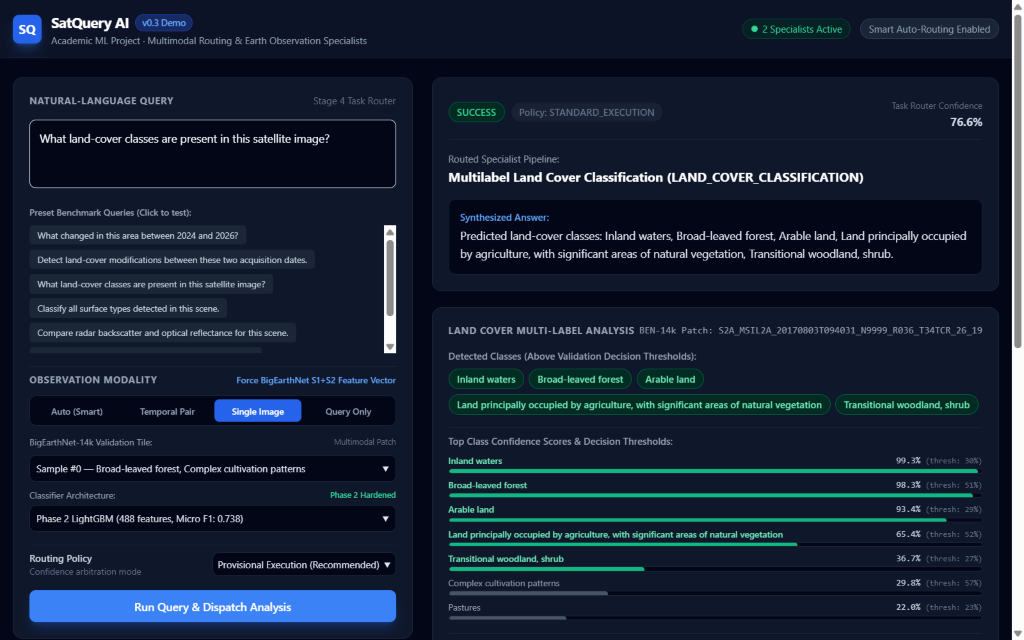 SQ
SatQuery AI v0.3 Demo
Academic ML Project · Multimodal Routing & Earth Observation Specialists
2 Specialists Active
Smart Auto-Routing Enabled
NATURAL-LANGUAGE QUERY
Stage 4 Task Router
What land-cover classes are present in this satellite image?
Preset Benchmark Queries (Click to test):
What changed in this area between 2024 and 2026?
Detect land-cover modifications between these two acquisition dates.
What land-cover classes are present in this satellite image?
Classify all surface types detected in this scene.
Compare radar backscatter and optical reflectance for this scene.
OBSERVATION MODALITY
Force BigEarthNet S1+S2 Feature Vector
Auto (Smart)
Temporal Pair
Single Image
Query Only
BigEarthNet-14k Validation Tile:
Multimodal Patch
Sample #0 — Broad-leaved forest, Complex cultivation patterns
Classifier Architecture:
Phase 2 Hardened
Phase 2 LightGBM (488 features, Micro F1: 0.738)
Routing Policy
Confidence arbitration mode
Provisional Execution (Recommended)
Run Query & Dispatch Analysis
SUCCESS
Policy: STANDARD_EXECUTION
Task Router Confidence
76.6%
Routed Specialist Pipeline:
Multilabel Land Cover Classification (LAND_COVER_CLASSIFICATION)
Synthesized Answer:
Predicted land-cover classes: Inland waters, Broad-leaved forest, Arable land, Land principally occupied
by agriculture, with significant areas of natural vegetation, Transitional woodland, shrub.
LAND COVER MULTI-LABEL ANALYSIS
BEN-14k Patch: S2A_MSIL2A_20170803T094031_N9999_R036_T34TCR_26_19
Detected Classes (Above Validation Decision Thresholds):
Inland waters
Broad-leaved forest
Arable land
Land principally occupied by agriculture, with significant areas of natural vegetation
Transitional woodland, shrub
Top Class Confidence Scores & Decision Thresholds:
Inland waters 99.3% (thresh: 30%)
Broad-leaved forest 98.3% (thresh: 51%)
Arable land 93.4% (thresh: 29%)
Land principally occupied by agriculture, with significant areas of natural vegetation 65.4% (thresh: 52%)
Transitional woodland, shrub 36.7% (thresh: 27%)
Complex cultivation patterns 29.8% (thresh: 57%)
Pastures 22.0% (thresh: 23%)